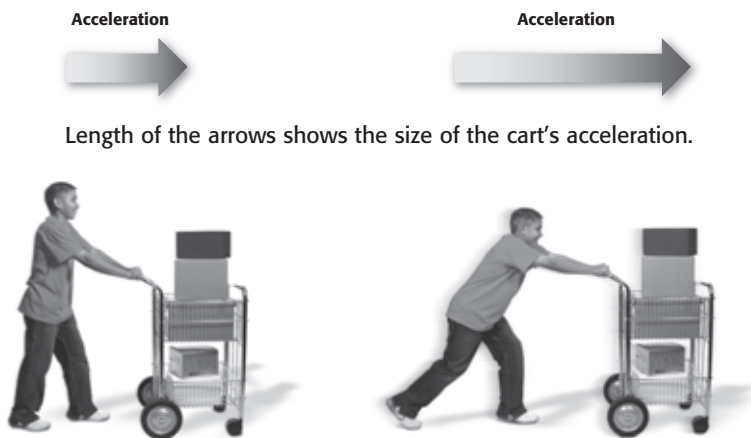 Acceleration
Acceleration
Length of the arrows shows the size of the cart's acceleration.